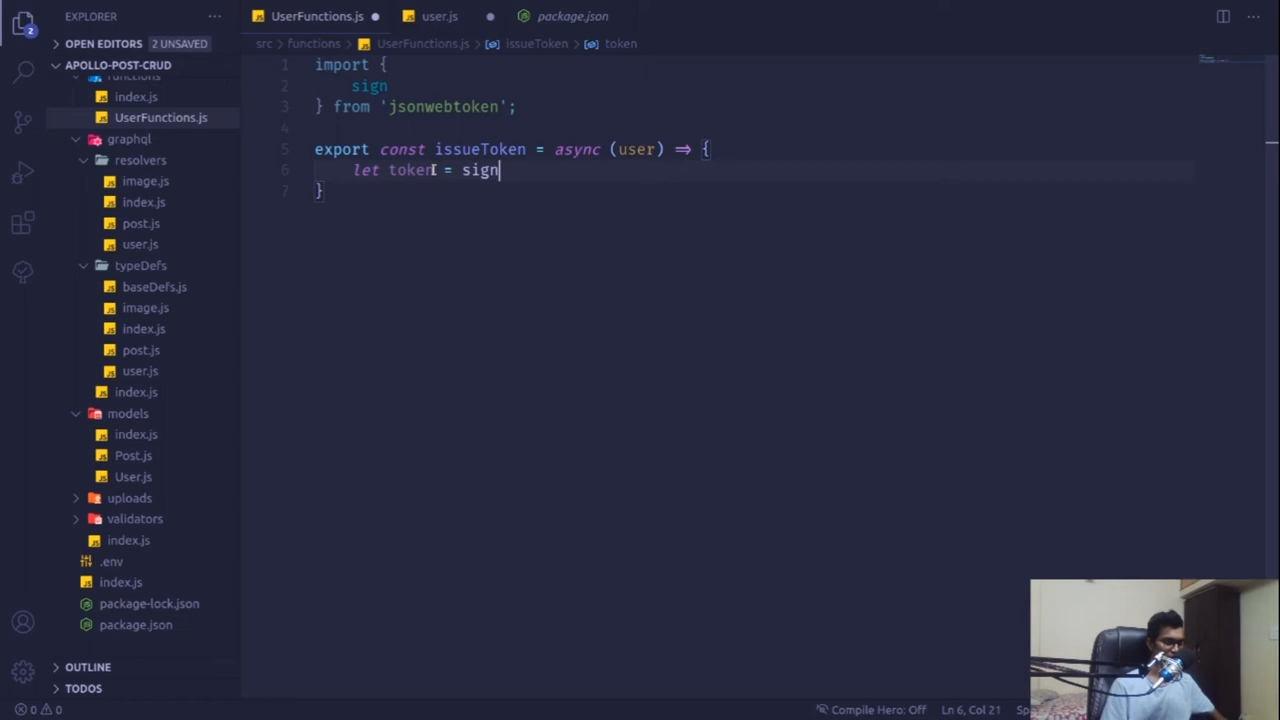 EXPLORER
OPEN EDITORS 2 UNSAVED
APOLLO-POST-CRUD
functions
index.js
UserFunctions.js
graphql
resolvers
image.js
index.js
post.js
user.js
typeDefs
baseDefs.js
image.js
index.js
post.js
user.js
index.js
models
index.js
Post.js
User.js
uploads
validators
index.js
.env
index.js
package-lock.json
package.json
OUTLINE
TODOS
2
UserFunctions.js
user.js
package.json
src > functions > UserFunctions.js > issueToken > token
1 import {
2 sign
3 } from 'jsonwebtoken';
4
5 export const issueToken = async (user) => {
6 let token = sign
7 }
0 0
Compile Hero: Off
Ln 6, Col 21